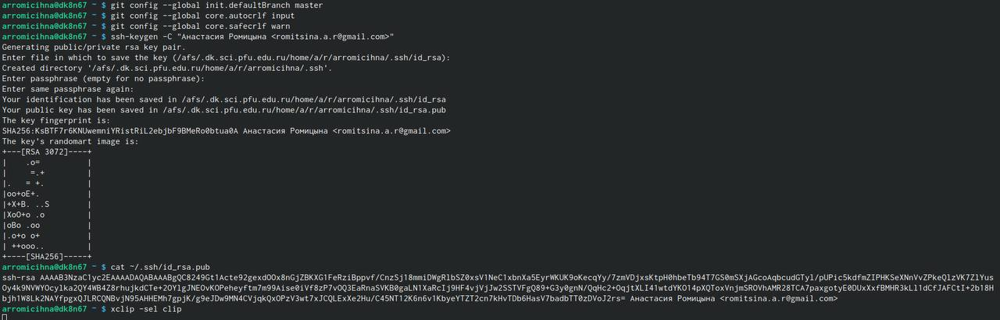 arromicihna@dk8n67 ~ $ git config --global init.defaultBranch master
arromicihna@dk8n67 ~ $ git config --global core.autocrlf input
arromicihna@dk8n67 ~ $ git config --global core.safecrlf warn
arromicihna@dk8n67 ~ $ ssh-keygen -C "Анастасия Ромицына <romitsina.a.r@gmail.com>"
Generating public/private rsa key pair.
Enter file in which to save the key (/afs/.dk.sci.pfu.edu.ru/home/a/r/arromicihna/.ssh/id_rsa):
Created directory '/afs/.dk.sci.pfu.edu.ru/home/a/r/arromicihna/.ssh'.
Enter passphrase (empty for no passphrase):
Enter same passphrase again:
Your identification has been saved in /afs/.dk.sci.pfu.edu.ru/home/a/r/arromicihna/.ssh/id_rsa
Your public key has been saved in /afs/.dk.sci.pfu.edu.ru/home/a/r/arromicihna/.ssh/id_rsa.pub
The key fingerprint is:
SHA256:KsBTF7r6KNUwemniYRistRiL2ebjbF9BMeRo0btua0A Анастасия Ромицына <romitsina.a.r@gmail.com>
The key's randomart image is:
+---[RSA 3072]----+
|    .o=          |
|     =.+         |
|.   = +.         |
|oo+oE+.          |
|+X+B. ..S        |
|XoO+o .o         |
|oBo .oo          |
|.o+o o+          |
| ++ooo..         |
+----[SHA256]-----+
arromicihna@dk8n67 ~ $ cat ~/.ssh/id_rsa.pub
ssh-rsa AAAAB3NzaC1yc2EAAAADAQABAAABgQC8249Gt1Acte92gexdOOx8nGjZBKXG1FeRziBppvf/CnzSj18mmiDWgRlbSZ0xsV1NeC1xbnXa5EyrWKUK9oKecqYy/7zmVDjxsKtpH0hbeTb94T7GS0mSXjAGcoAqbcudGTyl/pUPic5kdfmZIPHKSeXNnVvZPkeQlzVK7ZlYus
Oy4k9NVWYOcylka2QY4WB4Z8rhujkdCTe+2OYlgJNEOvKOPeheyftm7m99Aise0iVf8zP7vOQ3EaRnaSVKB0gaLN1XaRcIj9HF4vjVjJw2SSTVFgQ89+G3y0gnN/QqHc2+OqjtXLI41wtdYKO14pXQToxVnjmSROVhAMR28TCA7paxgotyE0DUxXxfBMHR3kLl1dCfJAFCtI+2b18H
bjh1W8Lk2NAYfpgxQJLRCQNBvjN95AHHEMh7gpjK/g9eJDw9MN4CVjqkQxOPzV3wt7xJCQLExXe2Hu/C45NT12K6n6v1KbyeYTZT2cn7kHvTDb6HasV7badbTT0zDVoJ2rs= Анастасия Ромицына <romitsina.a.r@gmail.com>
arromicihna@dk8n67 ~ $ xclip -sel clip